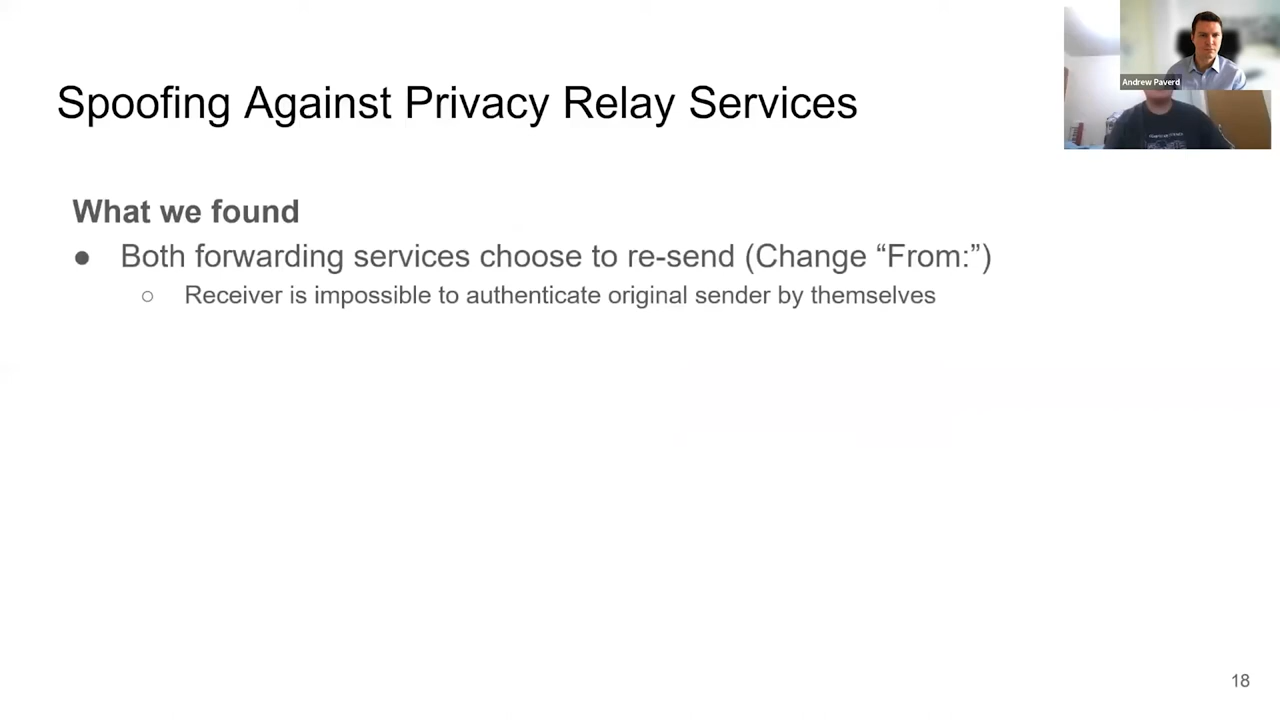 Spoofing Against Privacy Relay Services
Andrew Paverd
What we found
● Both forwarding services choose to re-send (Change “From:”)
○ Receiver is impossible to authenticate original sender by themselves
18